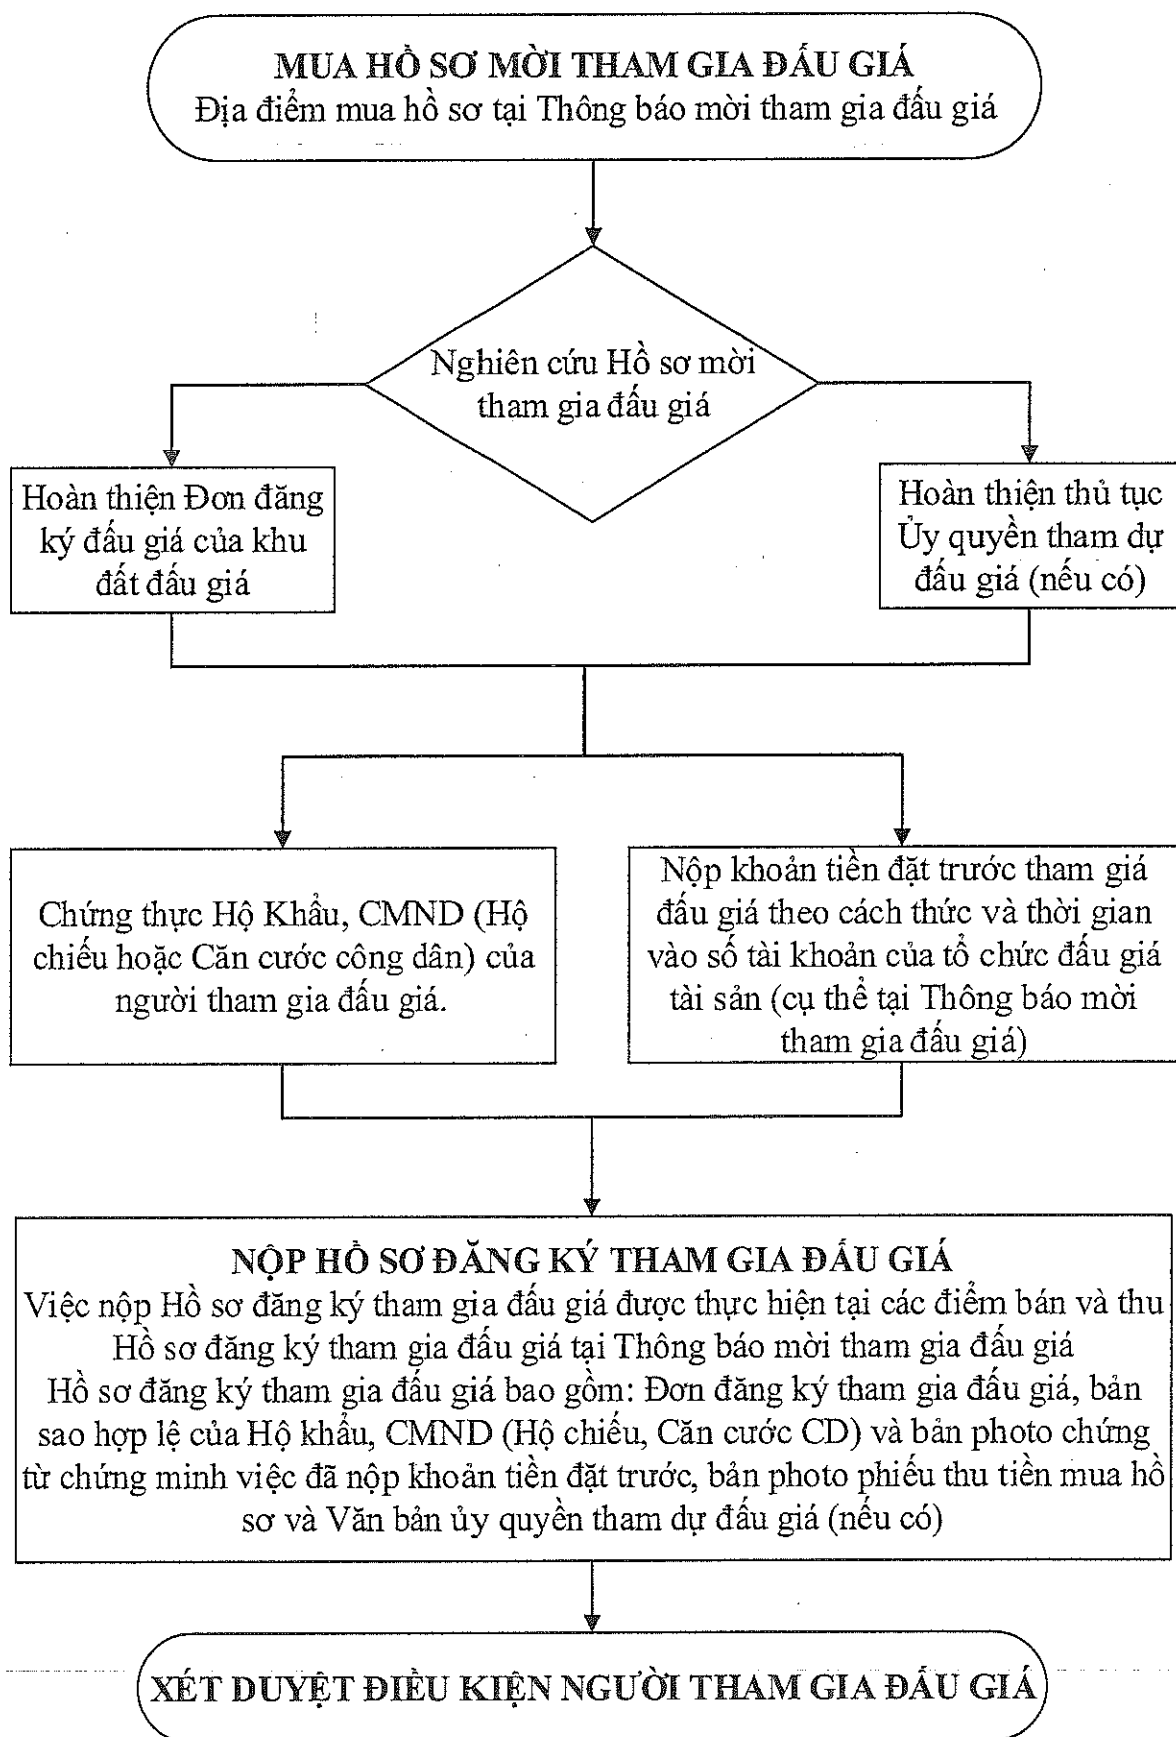 MUA HỒ SƠ MỜI THAM GIA ĐẤU GIÁ
Địa điểm mua hồ sơ tại Thông báo mời tham gia đấu giá
Nghiên cứu Hồ sơ mời
tham gia đấu giá
Hoàn thiện Đơn đăng
ký đấu giá của khu
đất đấu giá
Hoàn thiện thủ tục
Ủy quyền tham dự
đấu giá (nếu có)
Chứng thực Hộ Khẩu, CMND (Hộ
chiếu hoặc Căn cước công dân) của
người tham gia đấu giá.
Nộp khoản tiền đặt trước tham giá
đấu giá theo cách thức và thời gian
vào số tài khoản của tổ chức đấu giá
tài sản (cụ thể tại Thông báo mời
tham gia đấu giá)
NỘP HỒ SƠ ĐĂNG KÝ THAM GIA ĐẤU GIÁ
Việc nộp Hồ sơ đăng ký tham gia đấu giá được thực hiện tại các điểm bán và thu
Hồ sơ đăng ký tham gia đấu giá tại Thông báo mời tham gia đấu giá
Hồ sơ đăng ký tham gia đấu giá bao gồm: Đơn đăng ký tham gia đấu giá, bản
sao hợp lệ của Hộ khẩu, CMND (Hộ chiếu, Căn cước CD) và bản photo chứng
từ chứng minh việc đã nộp khoản tiền đặt trước, bản photo phiếu thu tiền mua hồ
sơ và Văn bản ủy quyền tham dự đấu giá (nếu có)
XÉT DUYỆT ĐIỀU KIỆN NGƯỜI THAM GIA ĐẤU GIÁ